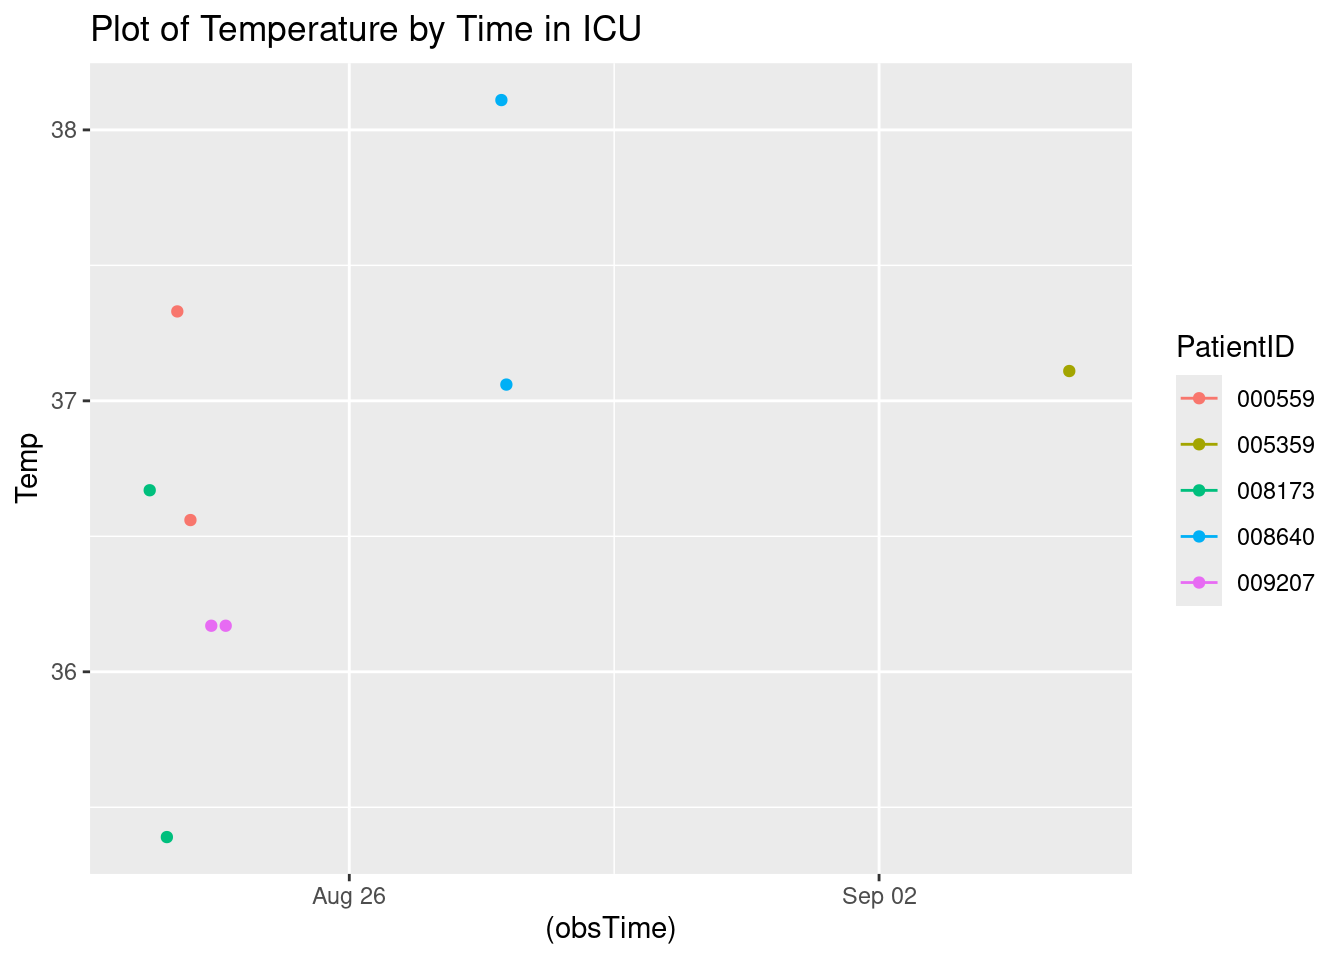 Plot of Temperature by Time in ICU
38
37
36
Temp
Aug 26
Sep 02
(obsTime)
PatientID
000559
005359
008173
008640
009207